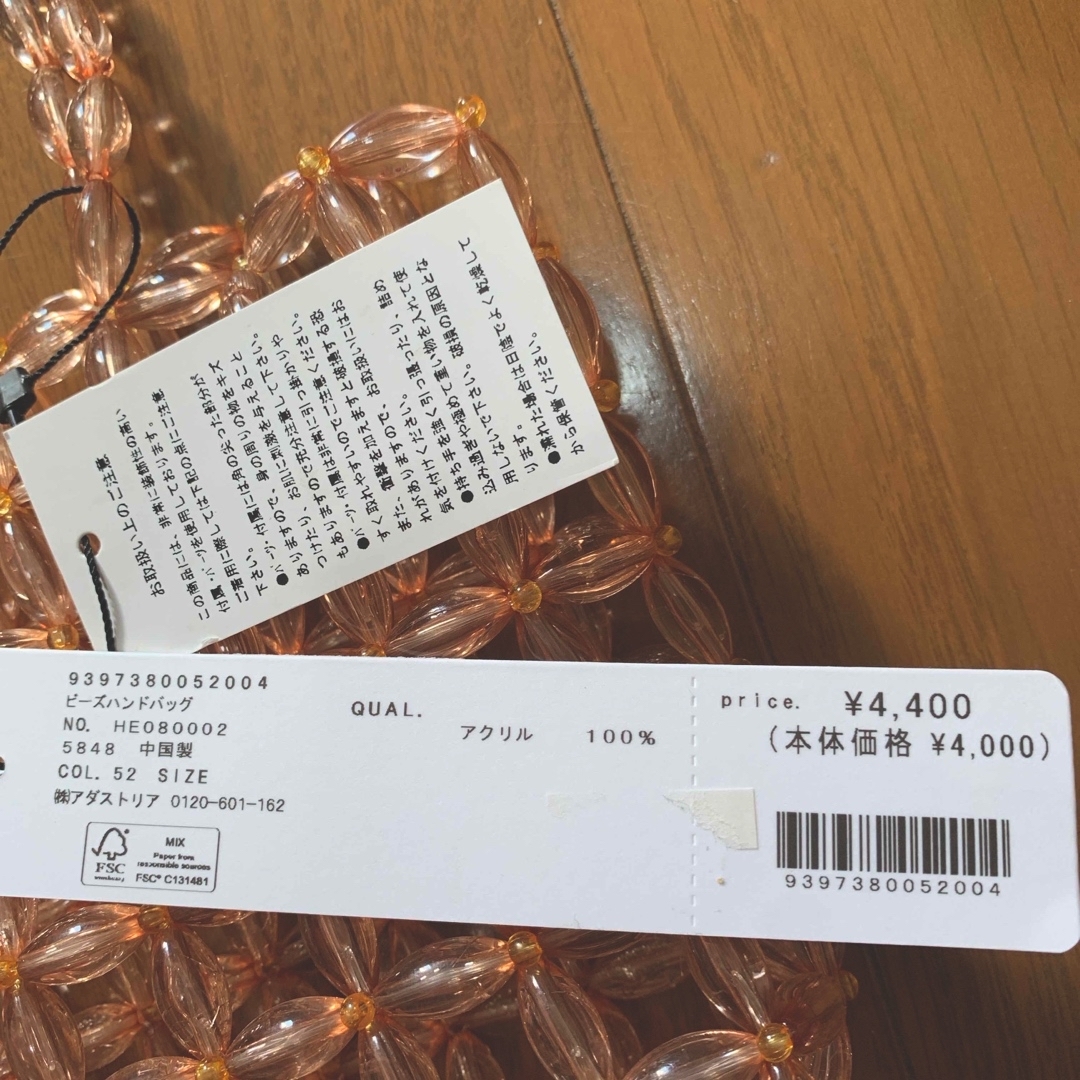 お取扱い上のご注意
この商品には、非常に装飾性の高い
付属・パーツを使用しております。
ご着用に際しては下記の点にご注意
下さい。
●パーツ・付属には角の尖った部分が
ありますので、身の周りの物をキズ
つけたり、お肌に刺激を与えること
もありますので充分注意して下さい。
●パーツ・付属は非常に引っ掛かりや
すく取れやすいのでご注意ください。
また、衝撃を加えますと破損する恐
れがありますので、お取扱いにはお
気を付けください。
●持ち手を強く引っ張ったり、詰め
込み過ぎや極めて重い物を入れて使
用しないで下さい。破損の原因とな
ります。
●濡れた場合は日陰でよく乾燥して
から保管ください。
9397380052004
ビーズハンドバッグ
NO. HE080002
5848 中国製
COL. 52 SIZE
㈱アダストリア 0120-601-162
FSC
www.fsc.org
MIX
Paper from
responsible sources
FSC® C131481
QUAL.
アクリル 100%
price. ¥4,400
(本体価格 ¥4,000)
9397380052004